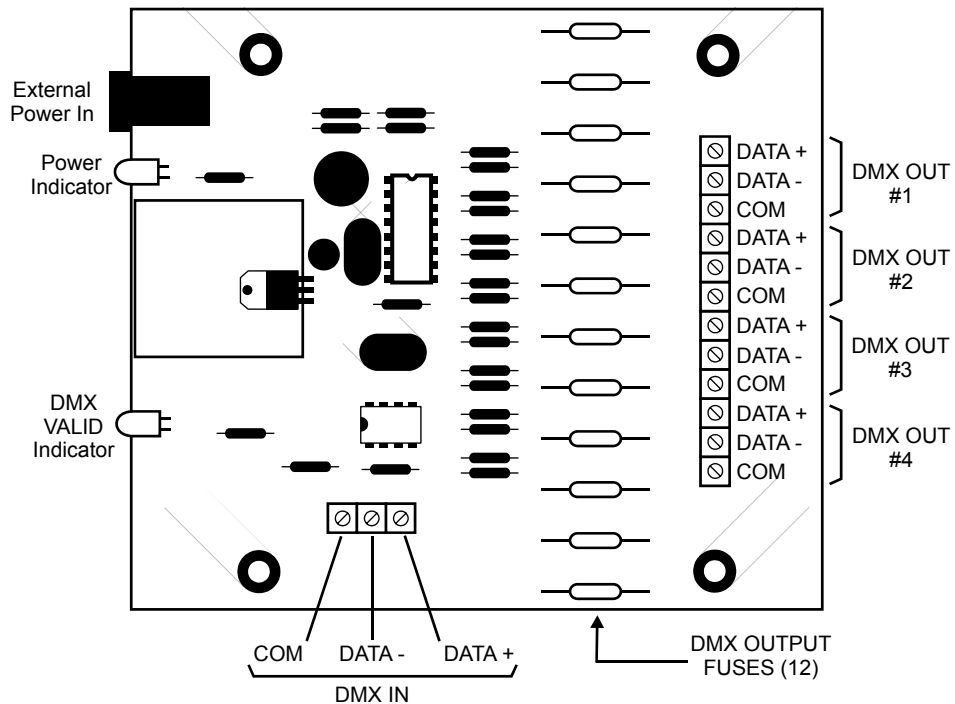 External
Power In
Power
Indicator
DMX
VALID
Indicator
DATA +
DATA -
COM
DMX OUT
#1
DATA +
DATA -
COM
DMX OUT
#2
DATA +
DATA -
COM
DMX OUT
#3
DATA +
DATA -
COM
DMX OUT
#4
COM DATA - DATA +
DMX IN
DMX OUTPUT
FUSES (12)